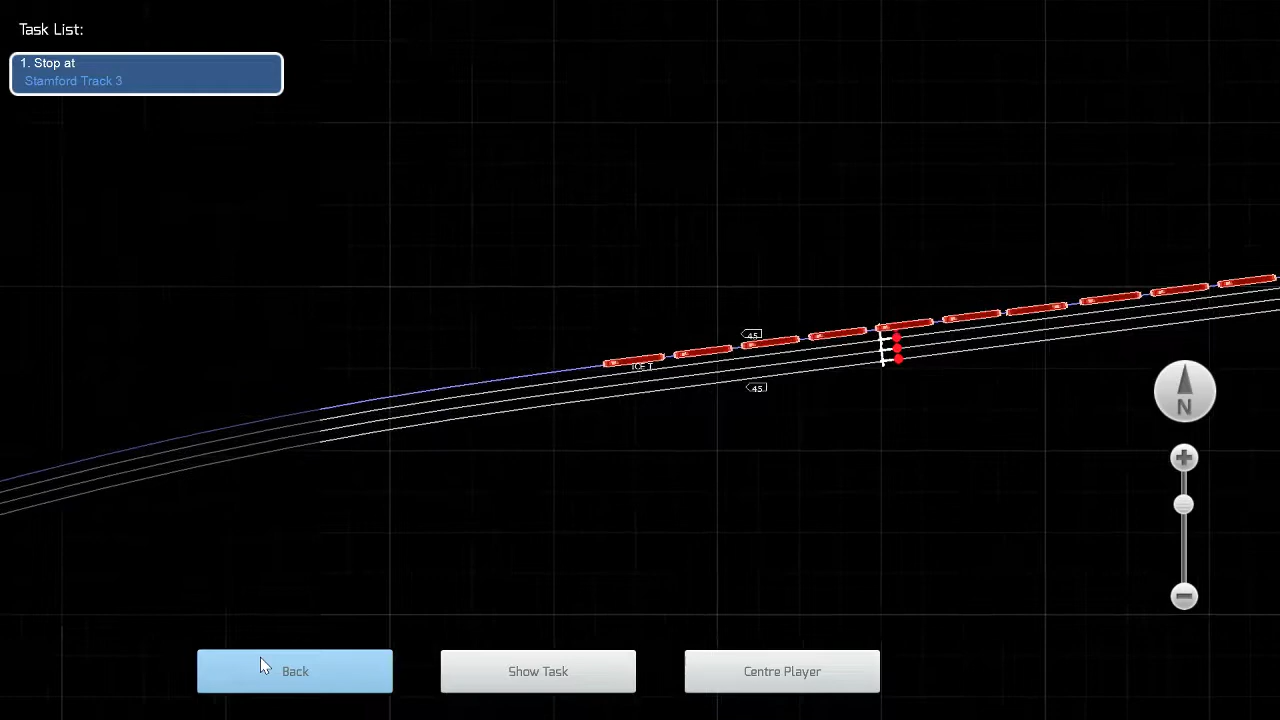 Task List:
1. Stop at
Stamford Track 3
45
45
N
Back
Show Task
Centre Player